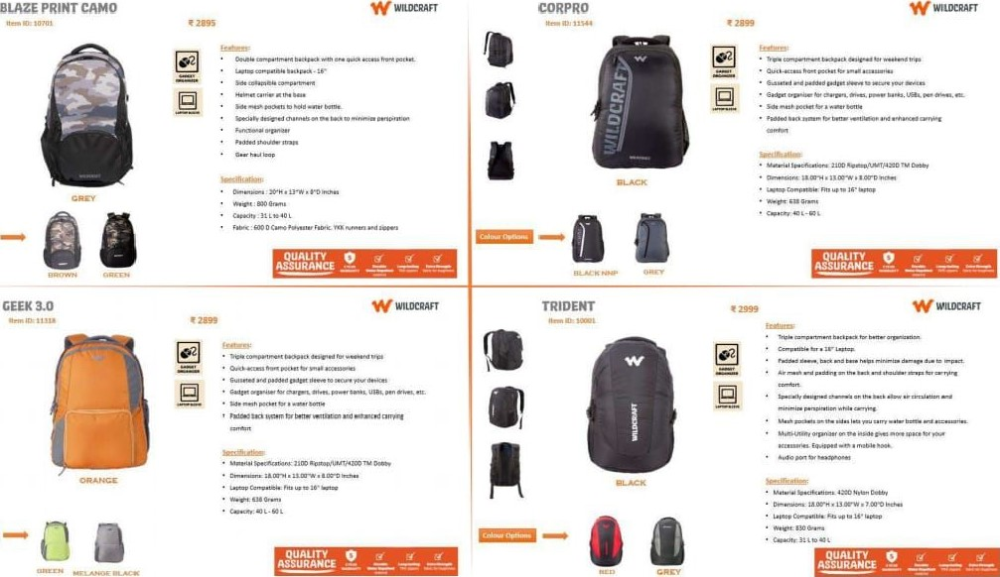 BLAZE PRINT CAMO
WILDCRAFT
Item ID: 10701
₹ 2895
GADGET
ORGANIZER
LAPTOP SLEEVE
Features:
• Double compartment backpack with one quick access front pocket.
• Laptop compatible backpack - 16"
• Side collapsible compartment
• Helmet carrier at the base
• Side mesh pockets to hold water bottle.
• Specially designed channels on the back to minimize perspiration
• Functional organizer
• Padded shoulder straps
• Gear haul loop
Specification:
• Dimensions : 20"H x 13"W x 8"D Inches
• Weight : 800 Grams
• Capacity : 31 L to 40 L
• Fabric : 600 D Camo Polyester Fabric. YKK runners and zippers
GREY
BROWN
GREEN
QUALITY
ASSURANCE
CORPRO
WILDCRAFT
Item ID: 11544
₹ 2899
GADGET
ORGANIZER
LAPTOP SLEEVE
Features:
• Triple compartment backpack designed for weekend trips
• Quick-access front pocket for small accessories
• Gusseted and padded gadget sleeve to secure your devices
• Gadget organiser for chargers, drives, power banks, USBs, pen drives, etc.
• Side mesh pocket for a water bottle
• Padded back system for better ventilation and enhanced carrying
comfort
Specification:
• Material Specifications: 210D Ripstop/UMT/420D TM Dobby
• Dimensions: 18.00"H x 13.00"W x 8.00"D Inches
• Laptop Compatible: Fits up to 16" laptop
• Weight: 638 Grams
• Capacity: 40 L - 60 L
WILDCRAFT
BLACK
Colour Options
BLACK NNP
GREY
QUALITY
ASSURANCE
GEEK 3.0
WILDCRAFT
Item ID: 11318
₹ 2899
GADGET
ORGANIZER
LAPTOP SLEEVE
Features:
• Triple compartment backpack designed for weekend trips
• Quick-access front pocket for small accessories
• Gusseted and padded gadget sleeve to secure your devices
• Gadget organiser for chargers, drives, power banks, USBs, pen drives, etc.
• Side mesh pocket for a water bottle
• Padded back system for better ventilation and enhanced carrying
comfort
Specification:
• Material Specifications: 210D Ripstop/UMT/420D TM Dobby
• Dimensions: 18.00"H x 13.00"W x 8.00"D Inches
• Laptop Compatible: Fits up to 16" laptop
• Weight: 638 Grams
• Capacity: 40 L - 60 L
ORANGE
GREEN
MELANGE BLACK
QUALITY
ASSURANCE
TRIDENT
WILDCRAFT
Item ID: 10001
₹ 2999
GADGET
ORGANIZER
LAPTOP SLEEVE
Features:
• Triple compartment backpack for better organization.
• Compatible for a 16" Laptop.
• Padded sleeve, back and base helps minimize damage due to impact.
• Air mesh and padding on the back and shoulder straps for carrying
comfort.
• Specially designed channels on the back allow air circulation and
minimize perspiration while carrying.
• Mesh pockets on the sides lets you carry water bottle and accessories.
• Multi-Utility organizer on the inside gives more space for your
accessories. Equipped with a mobile hook.
• Audio port for headphones
Specification:
• Material Specifications: 420D Nylon Dobby
• Dimensions: 18.00"H x 13.00"W x 7.00"D Inches
• Laptop Compatible: Fits up to 16" laptop
• Weight: 830 Grams
• Capacity: 31 L to 40 L
WILDCRAFT
BLACK
Colour Options
RED
GREY
QUALITY
ASSURANCE